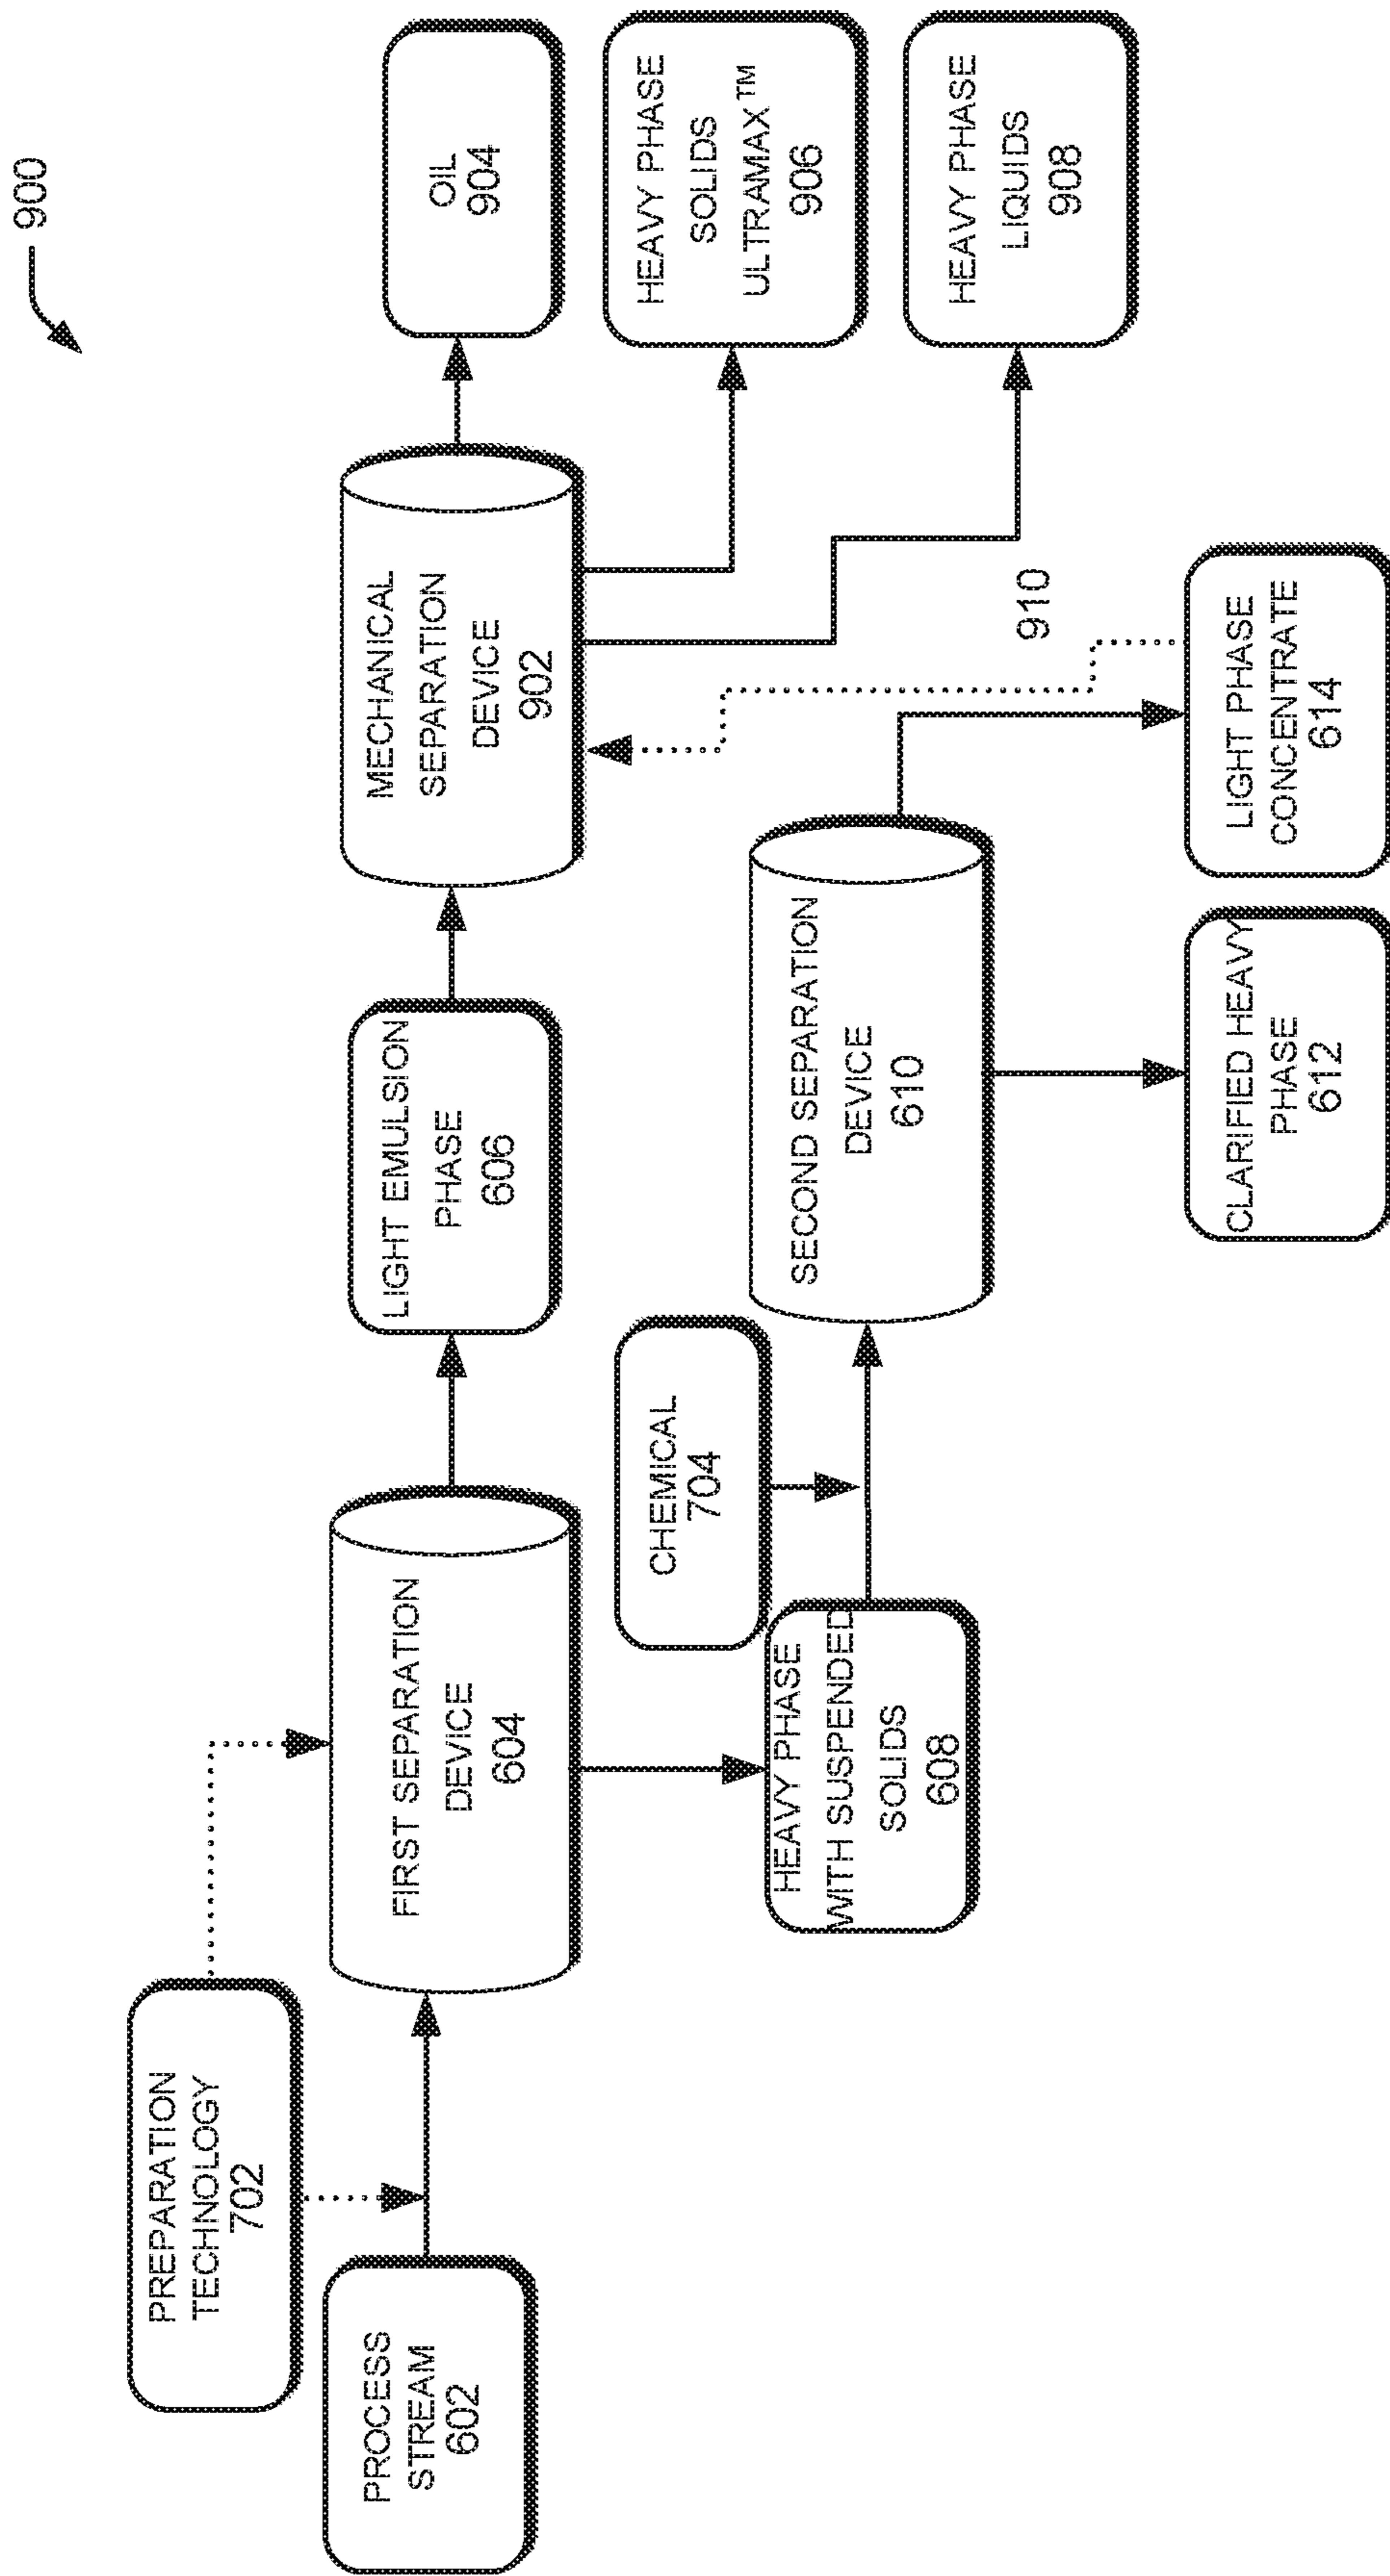 900
PREPARATION
TECHNOLOGY
702
PROCESS
STREAM
602
FIRST SEPARATION
DEVICE
604
LIGHT EMULSION
PHASE
606
MECHANICAL
SEPARATION
DEVICE
902
OIL
904
HEAVY PHASE
SOLIDS
ULTRAMAX™
906
HEAVY PHASE
LIQUIDS
908
CHEMICAL
704
HEAVY PHASE
WITH SUSPENDED
SOLIDS
608
SECOND SEPARATION
DEVICE
610
910
CLARIFIED HEAVY
PHASE
612
LIGHT PHASE
CONCENTRATE
614